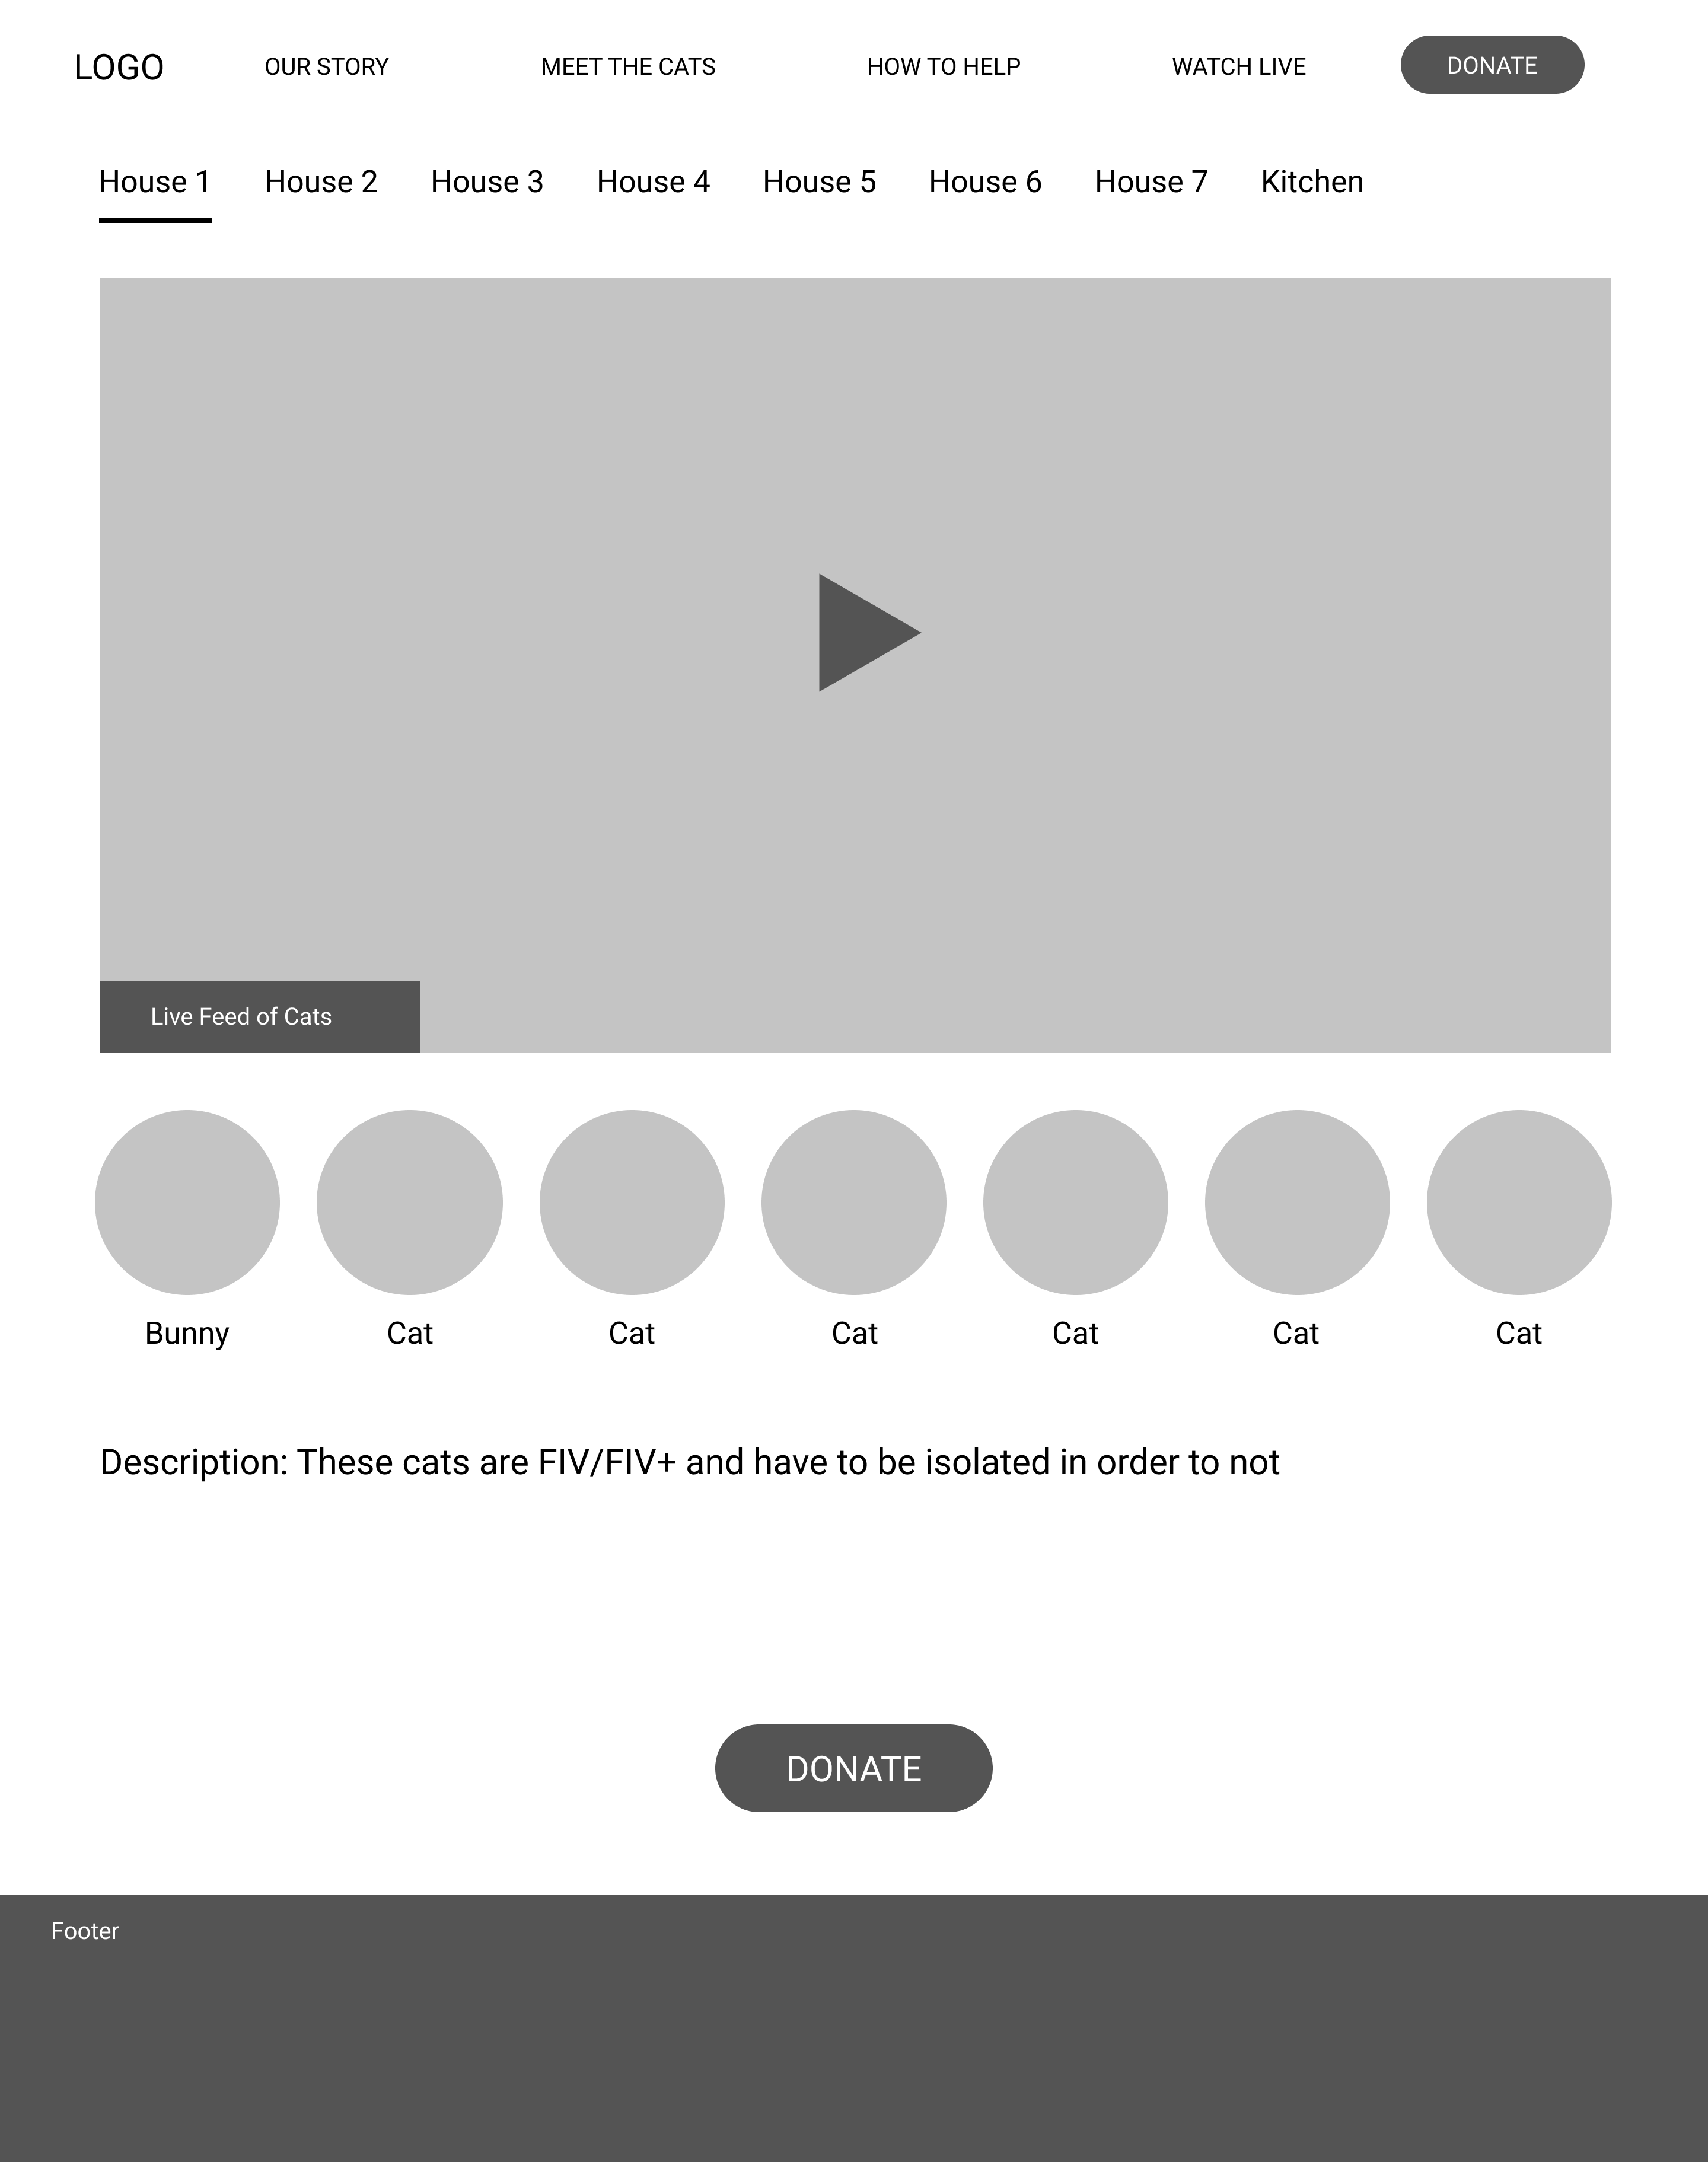 LOGO
OUR STORY
MEET THE CATS
HOW TO HELP
WATCH LIVE
DONATE
House 1
House 2
House 3
House 4
House 5
House 6
House 7
Kitchen
Live Feed of Cats
Bunny
Cat
Cat
Cat
Cat
Cat
Cat
Description: These cats are FIV/FIV+ and have to be isolated in order to not
DONATE
Footer